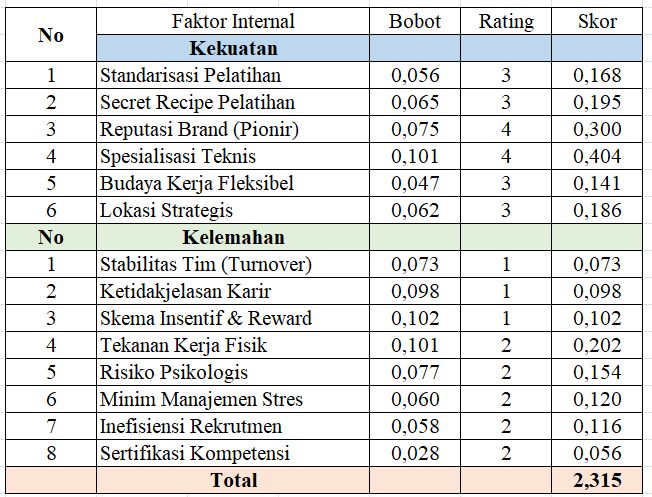 No Faktor Internal Bobot Rating Skor
Kekuatan
1 Standarisasi Pelatihan 0,056 3 0,168
2 Secret Recipe Pelatihan 0,065 3 0,195
3 Reputasi Brand (Pionir) 0,075 4 0,300
4 Spesialisasi Teknis 0,101 4 0,404
5 Budaya Kerja Fleksibel 0,047 3 0,141
6 Lokasi Strategis 0,062 3 0,186
No Kelemahan
1 Stabilitas Tim (Turnover) 0,073 1 0,073
2 Ketidakjelasan Karir 0,098 1 0,098
3 Skema Insentif & Reward 0,102 1 0,102
4 Tekanan Kerja Fisik 0,101 2 0,202
5 Risiko Psikologis 0,077 2 0,154
6 Minim Manajemen Stres 0,060 2 0,120
7 Inefisiensi Rekrutmen 0,058 2 0,116
8 Sertifikasi Kompetensi 0,028 2 0,056
Total 2,315